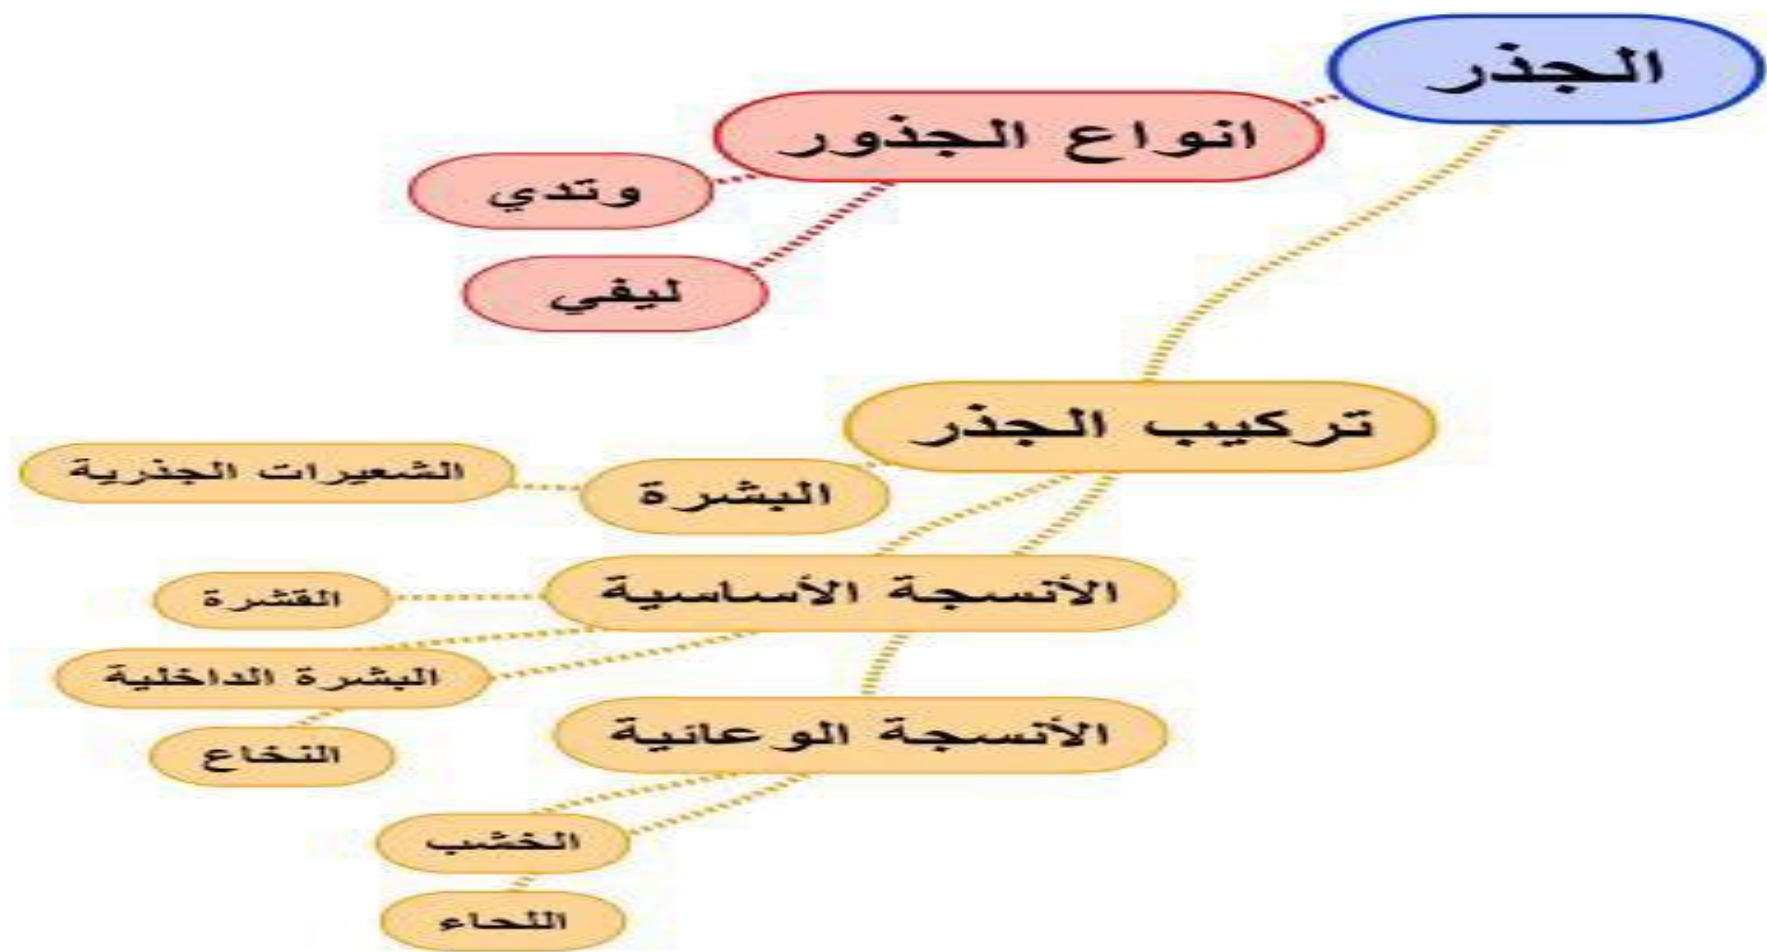 الجذر
انواع الجذور
وتدي
ليفي
تركيب الجذر
البشرة
الشعيرات الجذرية
الأنسجة الأساسية
القشرة
البشرة الداخلية
النخاع
الأنسجة الوعائية
الخشب
اللحاء